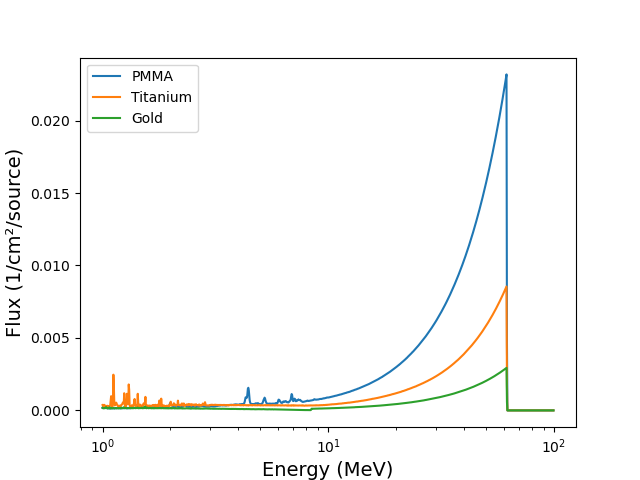 PMMA
Titanium
Gold
0.020
0.015
0.010
0.005
0.000
Flux (1/cm²/source)
10⁰
10¹
10²
Energy (MeV)